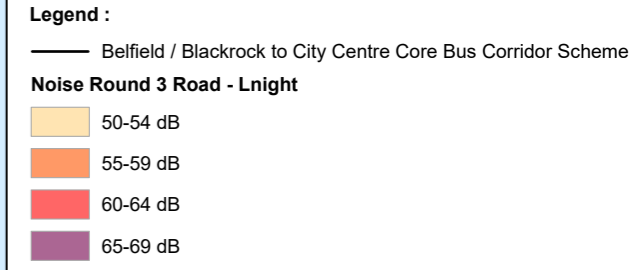 Legend :
Belfield / Blackrock to City Centre Core Bus Corridor Scheme
Noise Round 3 Road - Lnight
50-54 dB
55-59 dB
60-64 dB
65-69 dB